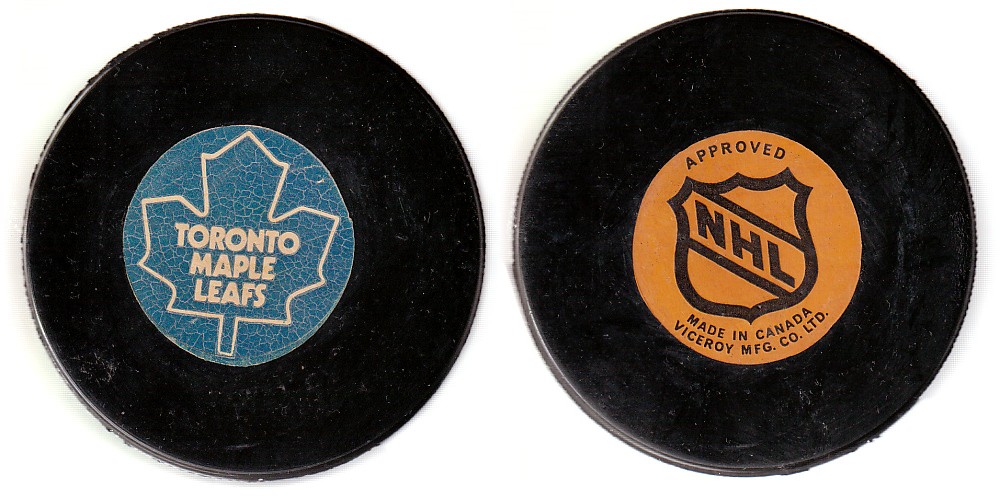 TORONTO
MAPLE
LEAFS
APPROVED
NHL
MADE IN CANADA
VICEROY MFG. CO. LTD.